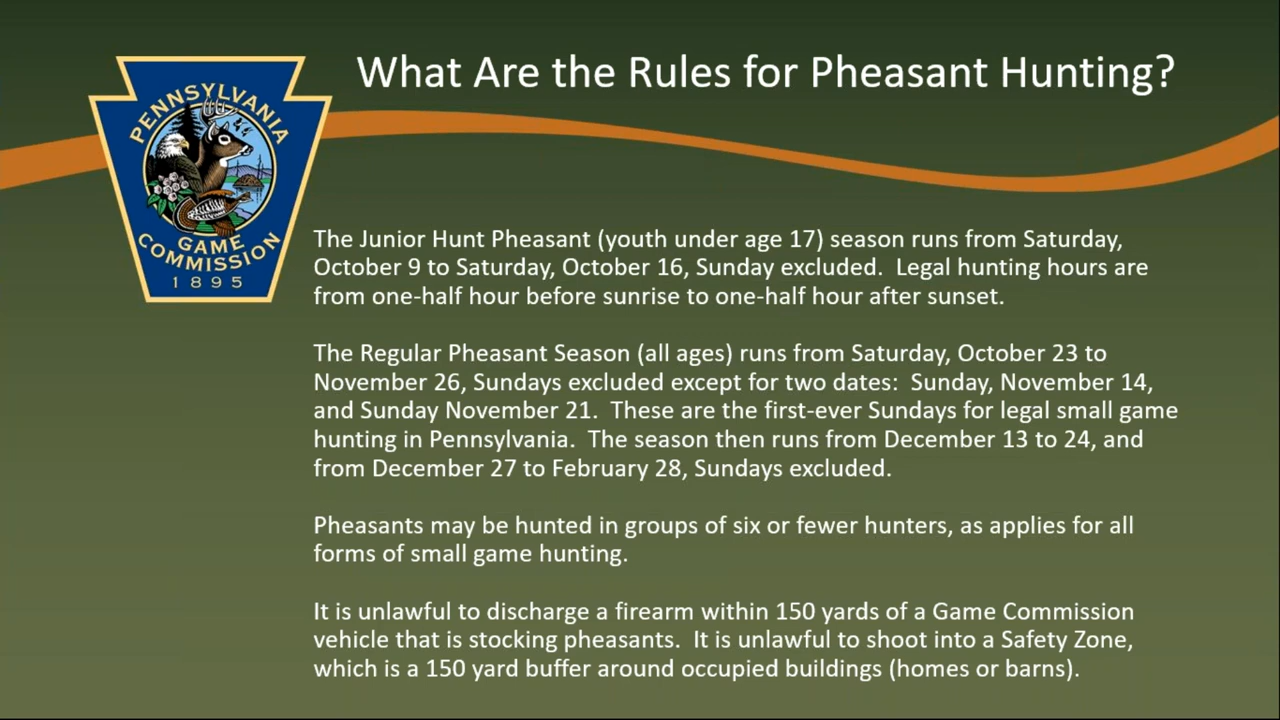 What Are the Rules for Pheasant Hunting?
PENNSYLVANIA
GAME
COMMISSION
1895
The Junior Hunt Pheasant (youth under age 17) season runs from Saturday,
October 9 to Saturday, October 16, Sunday excluded.  Legal hunting hours are
from one-half hour before sunrise to one-half hour after sunset.
The Regular Pheasant Season (all ages) runs from Saturday, October 23 to
November 26, Sundays excluded except for two dates:  Sunday, November 14,
and Sunday November 21.  These are the first-ever Sundays for legal small game
hunting in Pennsylvania.  The season then runs from December 13 to 24, and
from December 27 to February 28, Sundays excluded.
Pheasants may be hunted in groups of six or fewer hunters, as applies for all
forms of small game hunting.
It is unlawful to discharge a firearm within 150 yards of a Game Commission
vehicle that is stocking pheasants.  It is unlawful to shoot into a Safety Zone,
which is a 150 yard buffer around occupied buildings (homes or barns).